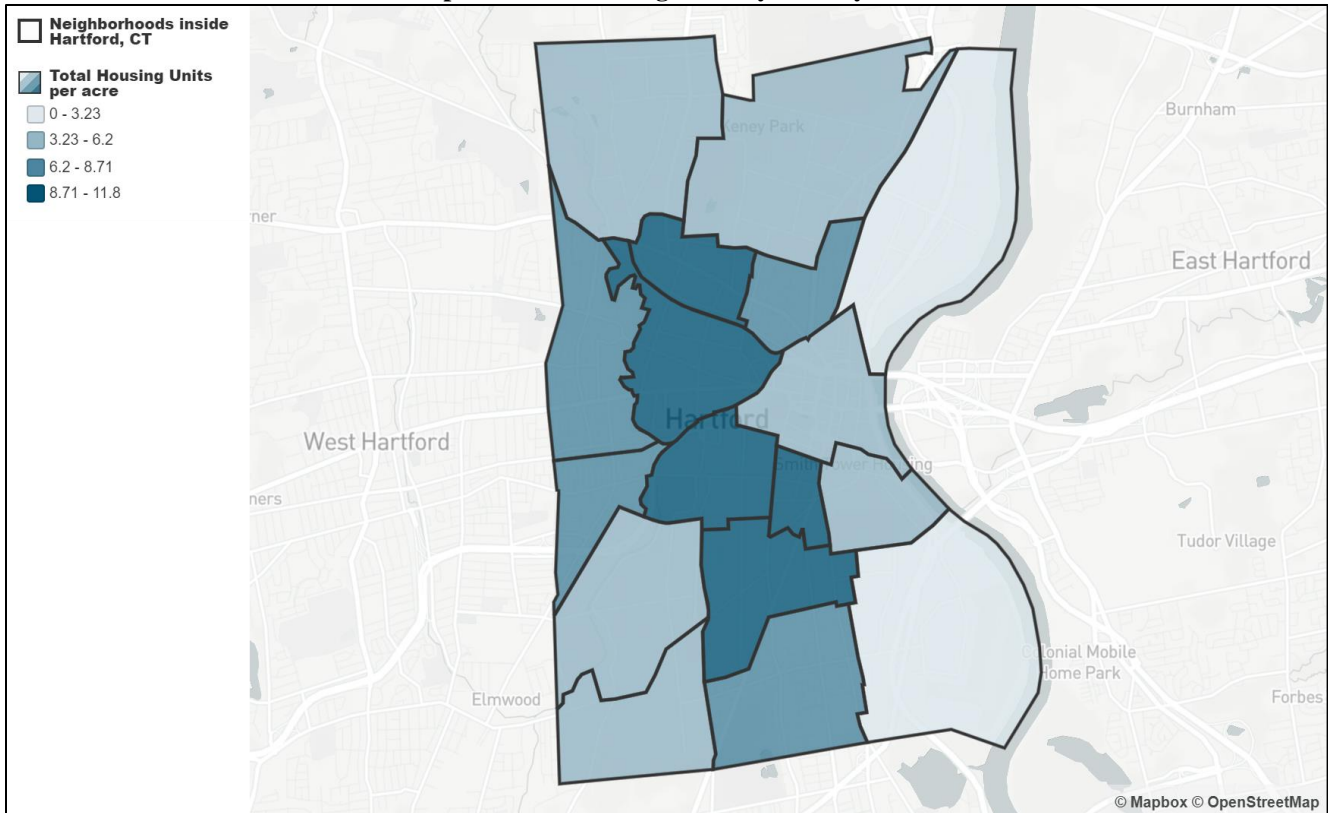 Neighborhoods inside
Hartford, CT
Total Housing Units
per acre
0 - 3.23
3.23 - 6.2
6.2 - 8.71
8.71 - 11.8
Keney Park
Burnham
ner
East Hartford
Hartford
West Hartford
ners
Tudor Village
Colonial Mobile
Home Park
Elmwood
Forbes
© Mapbox © OpenStreetMap